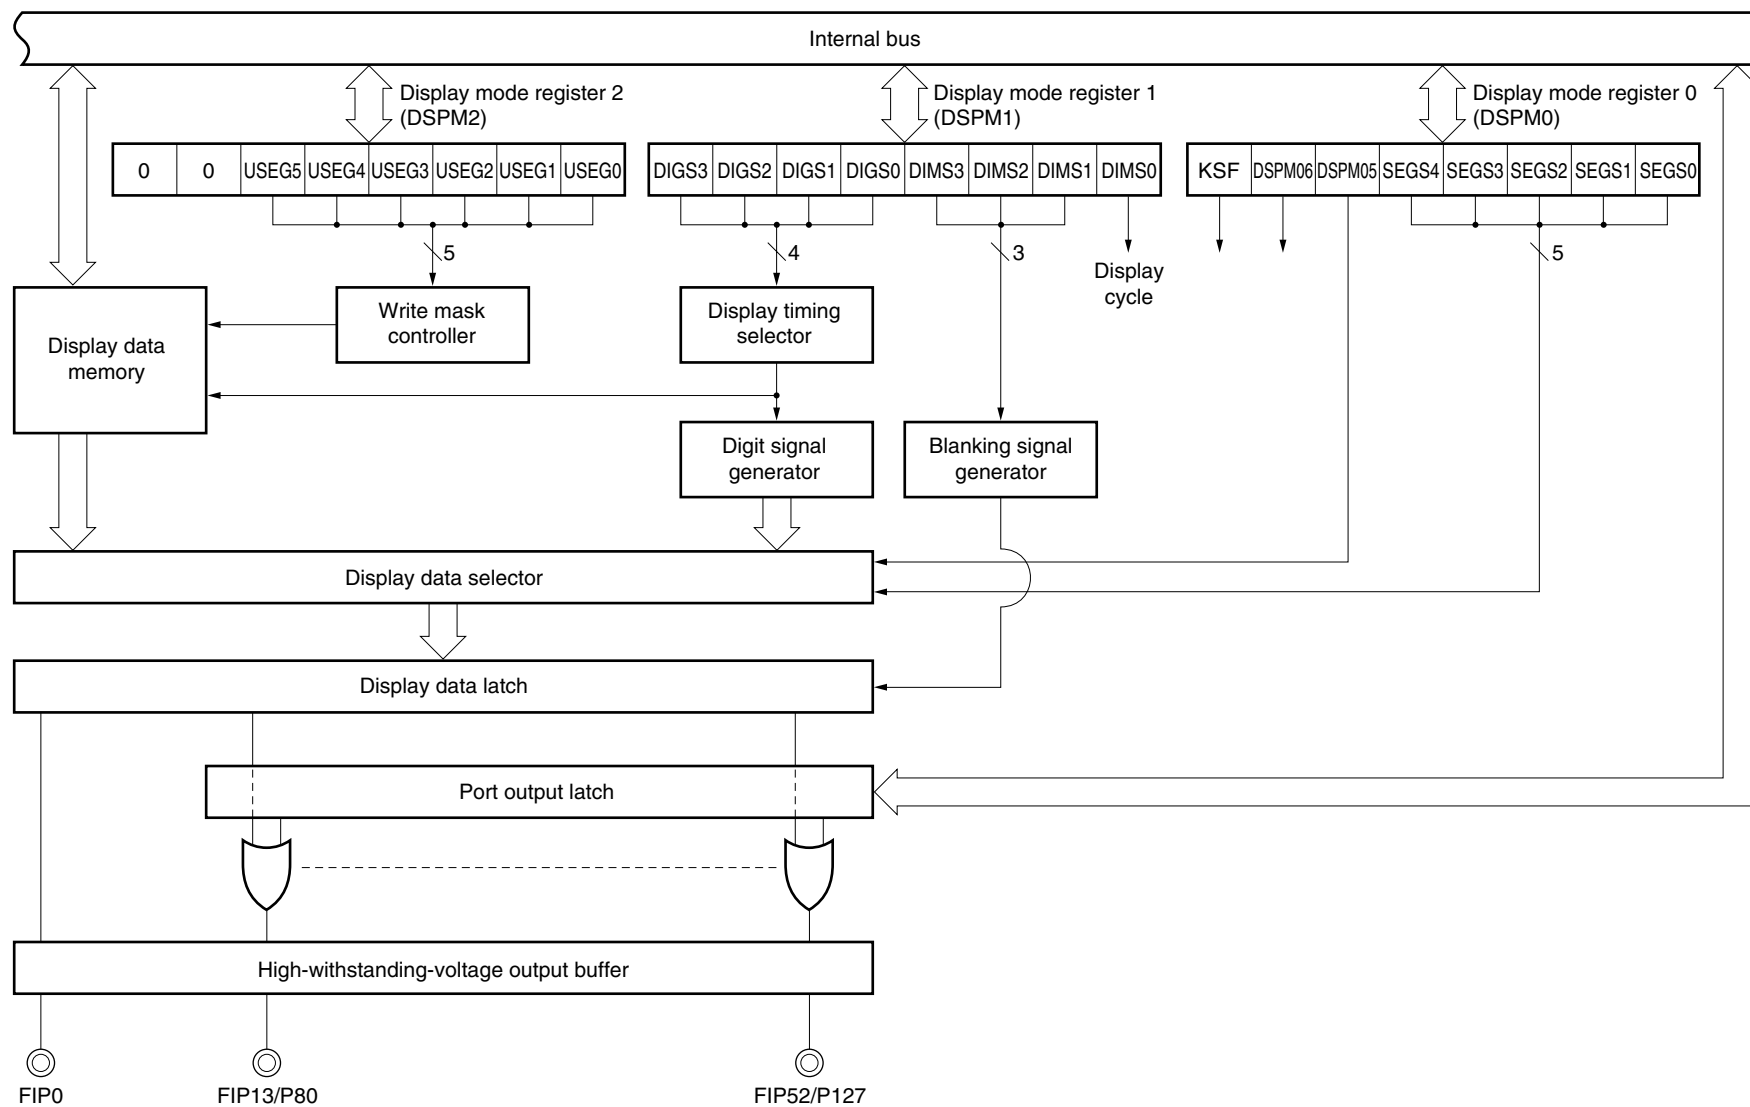 Internal bus
Display mode register 2
(DSPM2)
Display mode register 1
(DSPM1)
Display mode register 0
(DSPM0)
0 0 USEG5 USEG4 USEG3 USEG2 USEG1 USEG0
DIGS3 DIGS2 DIGS1 DIGS0 DIMS3 DIMS2 DIMS1 DIMS0
KSF DSPM06 DSPM05 SEGS4 SEGS3 SEGS2 SEGS1 SEGS0
5
4
3
5
Display
cycle
Write mask
controller
Display timing
selector
Display data
memory
Digit signal
generator
Blanking signal
generator
Display data selector
Display data latch
Port output latch
High-withstanding-voltage output buffer
FIP0
FIP13/P80
FIP52/P127